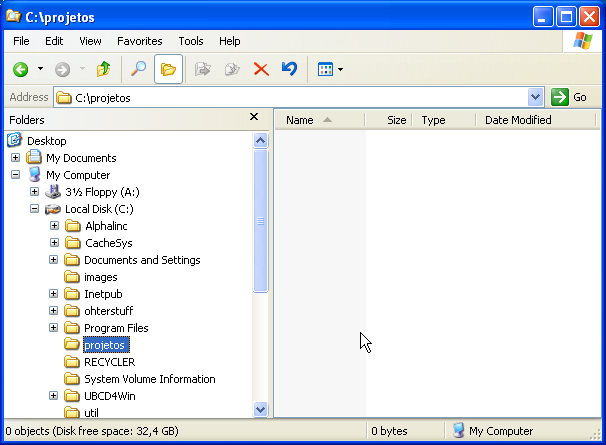 C:\projetos
File Edit View Favorites Tools Help
Address C:\projetos Go
Folders
Name Size Type Date Modified
Desktop
My Documents
My Computer
3½ Floppy (A:)
Local Disk (C:)
Alphalinc
CacheSys
Documents and Settings
images
Inetpub
ohterstuff
Program Files
projetos
RECYCLER
System Volume Information
UBCD4Win
util
0 objects (Disk free space: 32,4 GB) 0 bytes My Computer